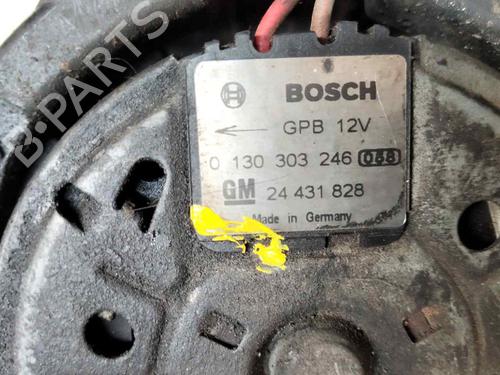 B-PARTS
BOSCH
GPB 12V
0 130 303 246 068
GM 24 431 828
Made in Germany